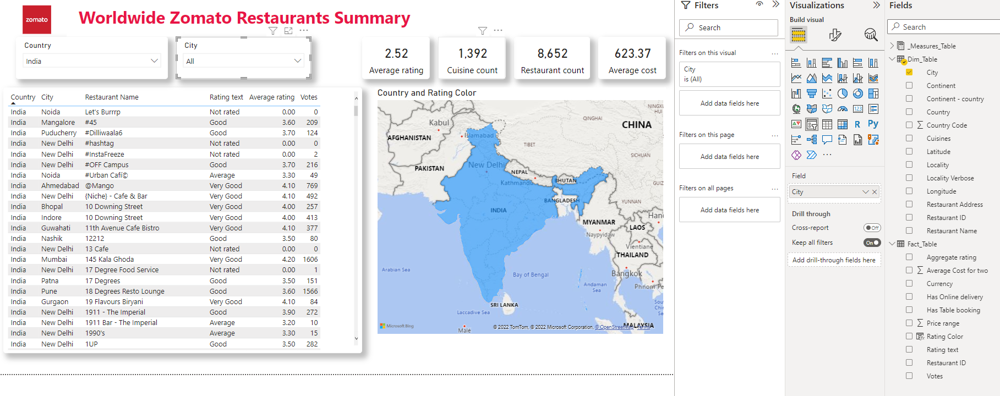 zomato
Worldwide Zomato Restaurants Summary
Country
India
City
All
2.52
Average rating
1,392
Cuisine count
8,652
Restaurant count
623.37
Average cost
Country City Restaurant Name Rating text Average rating Votes
India Noida Let's Burrrp Not rated 0.00 0
India Mangalore #45 Good 3.60 209
India Puducherry #Dilliwaala6 Good 3.70 124
India New Delhi #hashtag Not rated 0.00 0
India New Delhi #InstaFreeze Not rated 0.00 2
India New Delhi #OFF Campus Good 3.70 216
India Noida #Urban Café© Average 3.30 49
India Ahmedabad @Mango Very Good 4.10 769
India New Delhi {Niche} - Cafe & Bar Very Good 4.10 492
India Bhopal 10 Downing Street Very Good 4.00 257
India Indore 10 Downing Street Very Good 4.00 413
India Guwahati 11th Avenue Cafe Bistro Very Good 4.10 377
India Nashik 12212 Good 3.50 80
India New Delhi 13 Cafe Not rated 0.00 0
India Mumbai 145 Kala Ghoda Very Good 4.20 1606
India New Delhi 17 Degree Food Service Not rated 0.00 1
India Patna 17 Degrees Good 3.50 151
India Pune 18 Degrees Resto Lounge Good 3.60 1566
India Gurgaon 19 Flavours Biryani Very Good 4.10 84
India New Delhi 1911 - The Imperial Good 3.90 272
India New Delhi 1911 Bar - The Imperial Average 3.20 10
India New Delhi 1990's Average 3.30 15
India New Delhi 1UP Good 3.50 282
Country and Rating Color
NINGXI
HUI
QINGHAI
CHINA
Kabul
Islamabad
AFGHANISTAN
TIBET
SICHUAN
PAKISTAN
New Delhi
NEPAL
Kathmandu
BHUTAN
GUIZ
BANGLADESH
YUNNAN
INDIA
Hanoi
MYANMAR
LAOS
Naypyidaw
Vientiane
THAILAND
Arabian Sea
Bay of Bengal
Bangkok
Andaman
Sea
Phnom Pe
SRI LANKA
Sou
Chi
Se
Laccadive Sea
Male
MALAYSIA
Microsoft Bing
© 2022 TomTom, © 2022 Microsoft Corporation, © OpenStreetMap Terms
Filters
Search
Filters on this visual
City
is (All)
Add data fields here
Filters on this page
Add data fields here
Filters on all pages
Add data fields here
Visualizations
Build visual
123
R
Py
Field
City
Drill through
Cross-report Off
Keep all filters On
Add drill-through fields here
Fields
Search
_Measures_Table
Dim_Table
City
Continent
Continent - country
Country
Country Code
Cuisines
Latitude
Locality
Locality Verbose
Longitude
Restaurant Address
Restaurant ID
Restaurant Name
Fact_Table
Aggregate rating
Average Cost for two
Currency
Has Online delivery
Has Table booking
Price range
Rating Color
Rating text
Restaurant ID
Votes